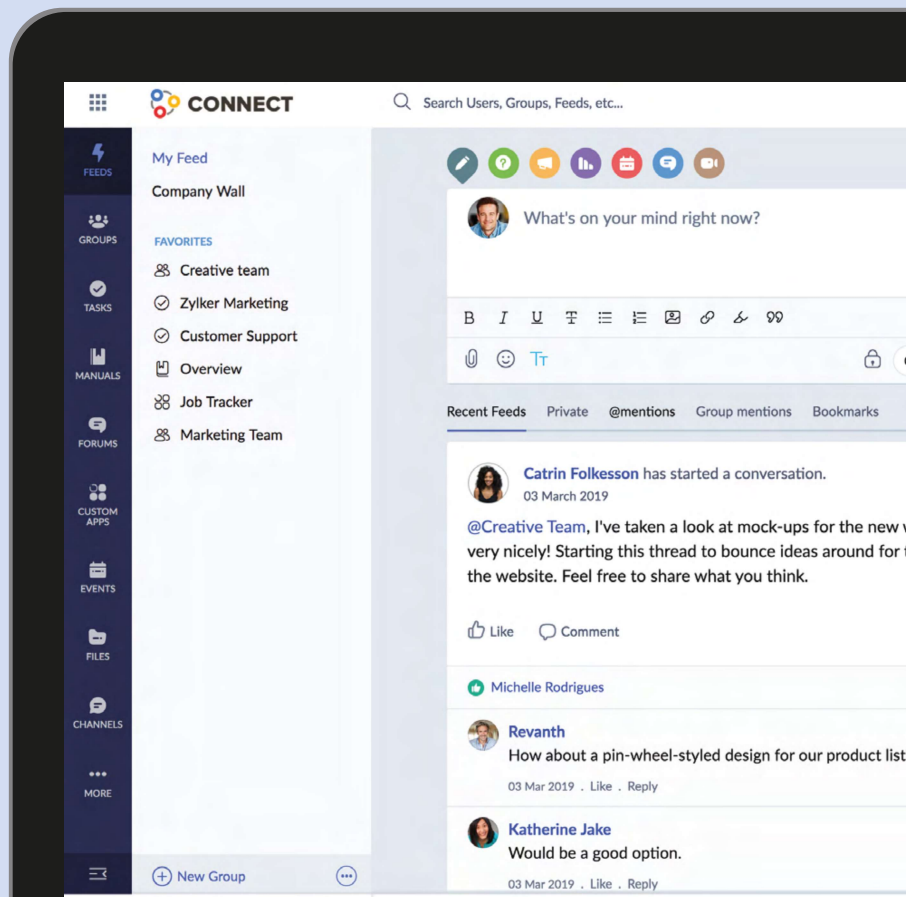 CONNECT
Search Users, Groups, Feeds, etc...
FEEDS
GROUPS
TASKS
MANUALS
FORUMS
CUSTOM
APPS
EVENTS
FILES
CHANNELS
MORE
My Feed
Company Wall
FAVORITES
Creative team
Zylker Marketing
Customer Support
Overview
Job Tracker
Marketing Team
New Group
What's on your mind right now?
B I U T
Tт
Recent Feeds Private @mentions Group mentions Bookmarks
Catrin Folkesson has started a conversation.
03 March 2019
@Creative Team, I've taken a look at mock-ups for the new
very nicely! Starting this thread to bounce ideas around for
the website. Feel free to share what you think.
Like Comment
Michelle Rodrigues
Revanth
How about a pin-wheel-styled design for our product list
03 Mar 2019 . Like . Reply
Katherine Jake
Would be a good option.
03 Mar 2019 . Like . Reply